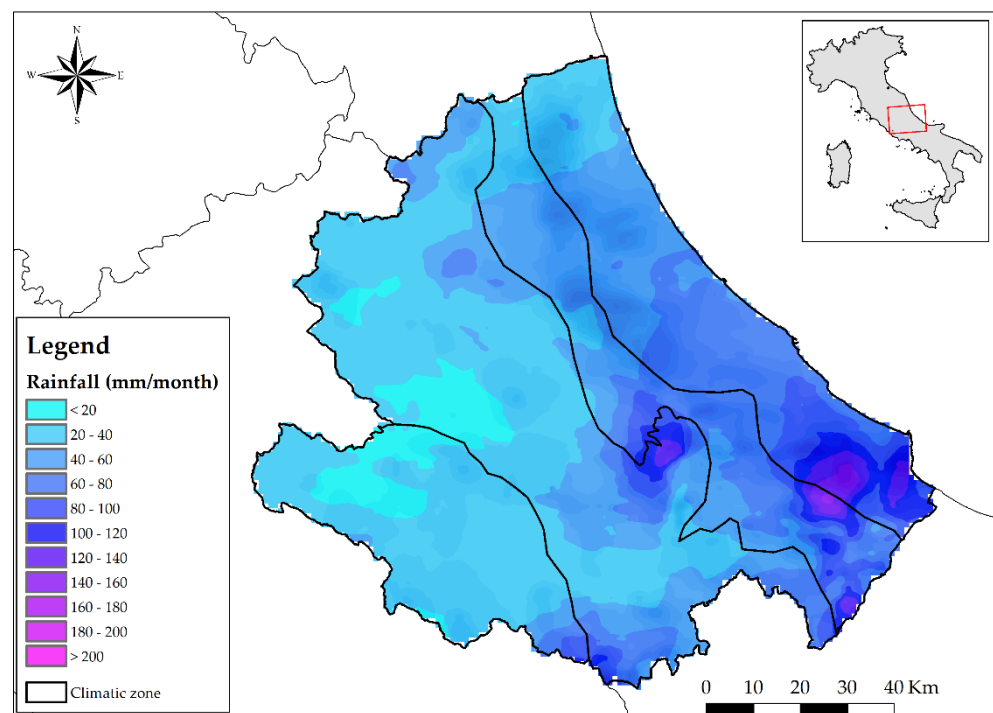 N
W E
S
Legend
Rainfall (mm/month)
< 20
20 - 40
40 - 60
60 - 80
80 - 100
100 - 120
120 - 140
140 - 160
160 - 180
180 - 200
> 200
Climatic zone
0 10 20 30 40 Km